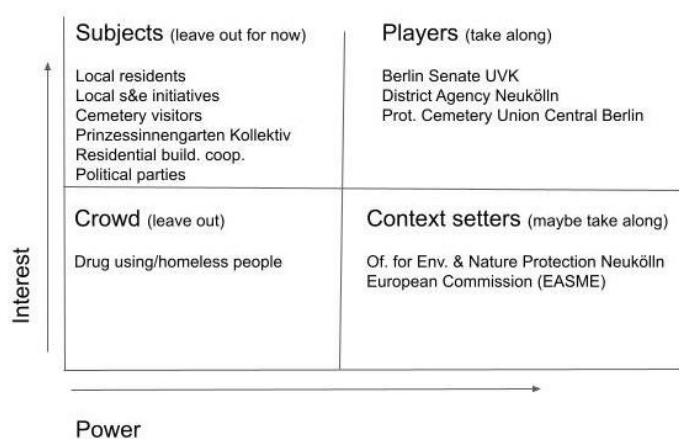 Subjects (leave out for now)
Local residents
Local s&e initiatives
Cemetery visitors
Prinzessinnengarten Kollektiv
Residential build. coop.
Political parties
Players (take along)
Berlin Senate UVK
District Agency Neukölln
Prot. Cemetery Union Central Berlin
Crowd (leave out)
Drug using/homeless people
Context setters (maybe take along)
Of. for Env. & Nature Protection Neukölln
European Commission (EASME)
Interest
Power